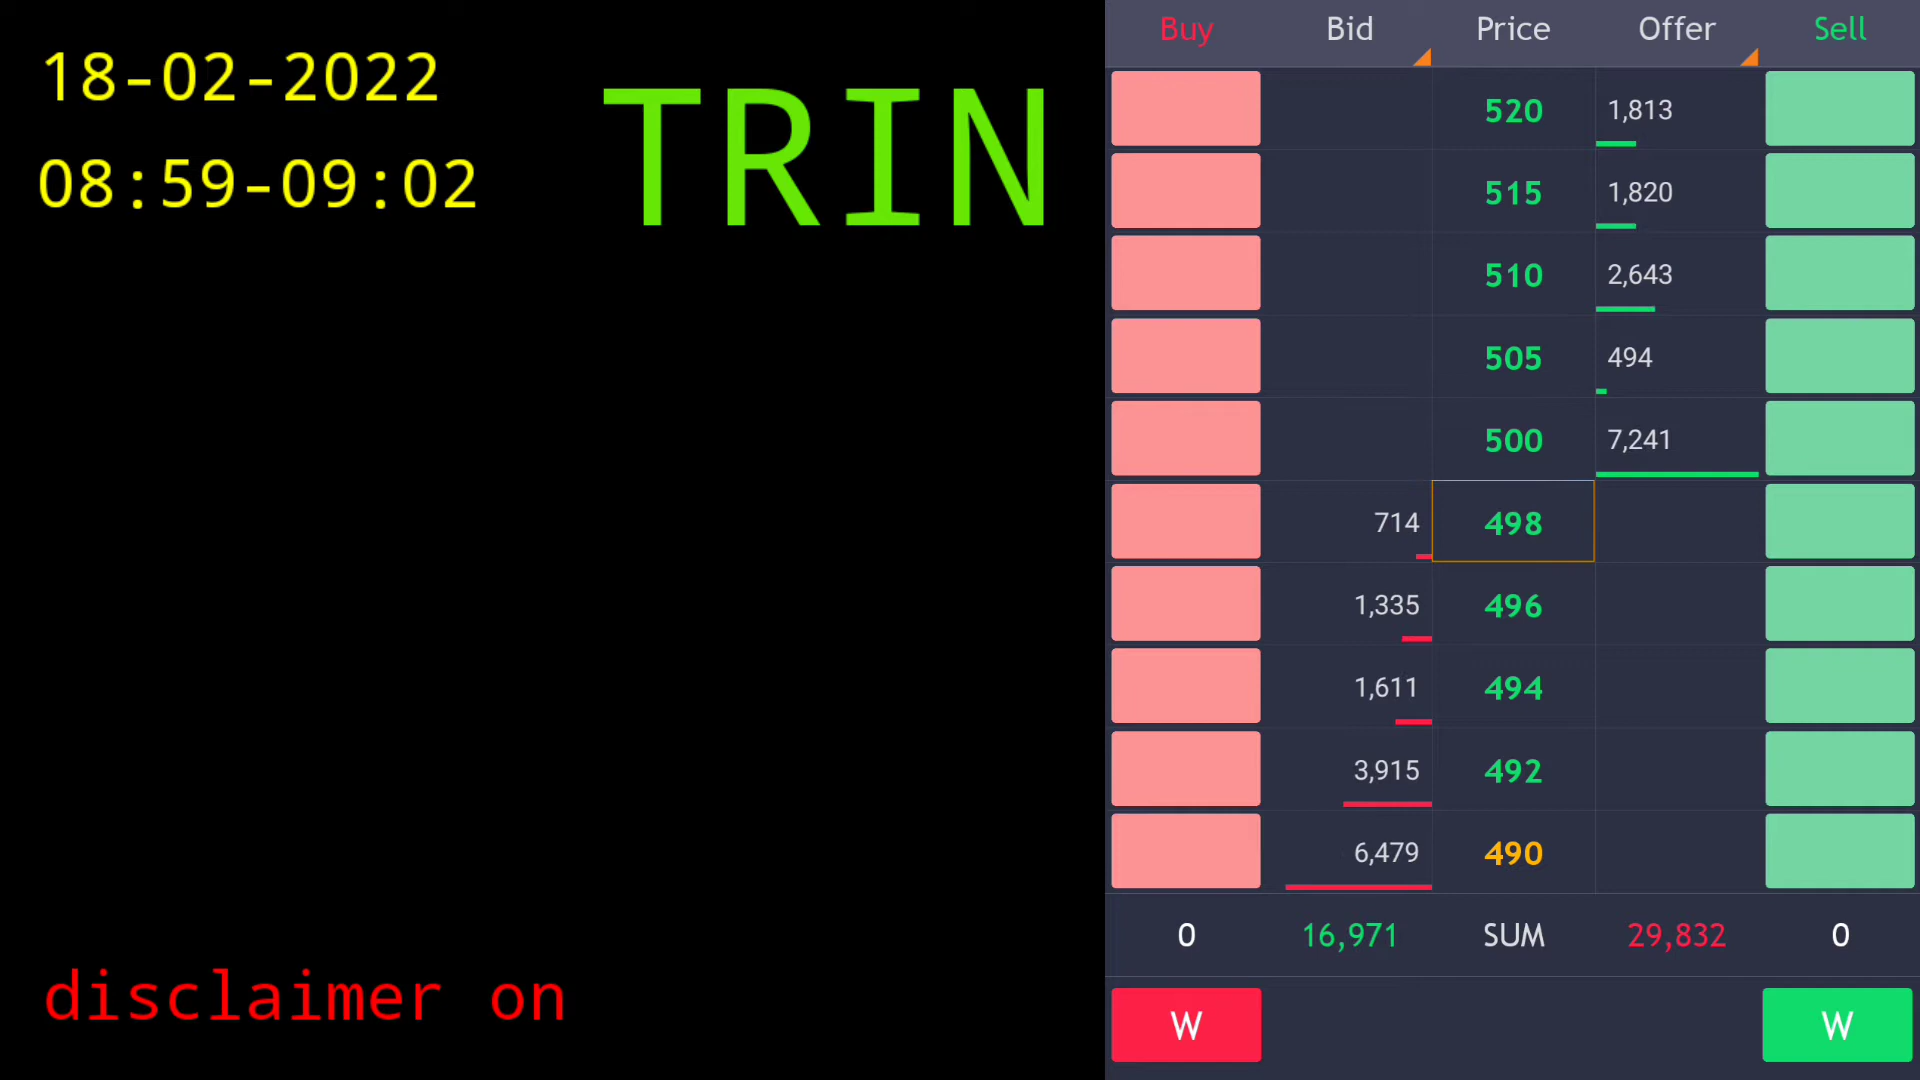 18-02-2022
08:59-09:02
TRIN
disclaimer on
Buy Bid Price Offer Sell
520 1,813
515 1,820
510 2,643
505 494
500 7,241
714 498
1,335 496
1,611 494
3,915 492
6,479 490
0 16,971 SUM 29,832 0
W W